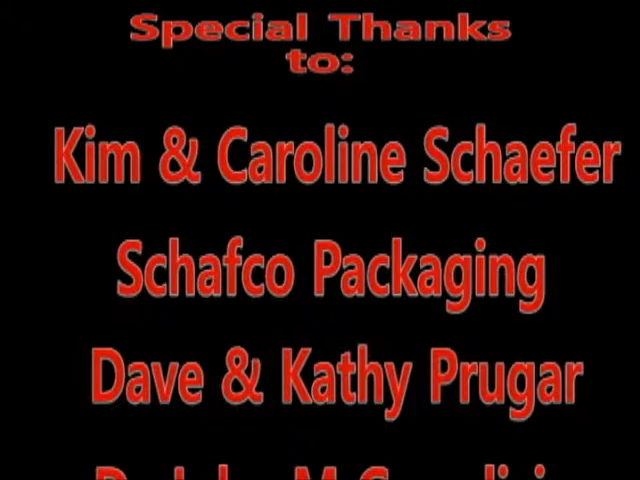 Special Thanks
to:
Kim & Caroline Schaefer
Schafco Packaging
Dave & Kathy Prugar